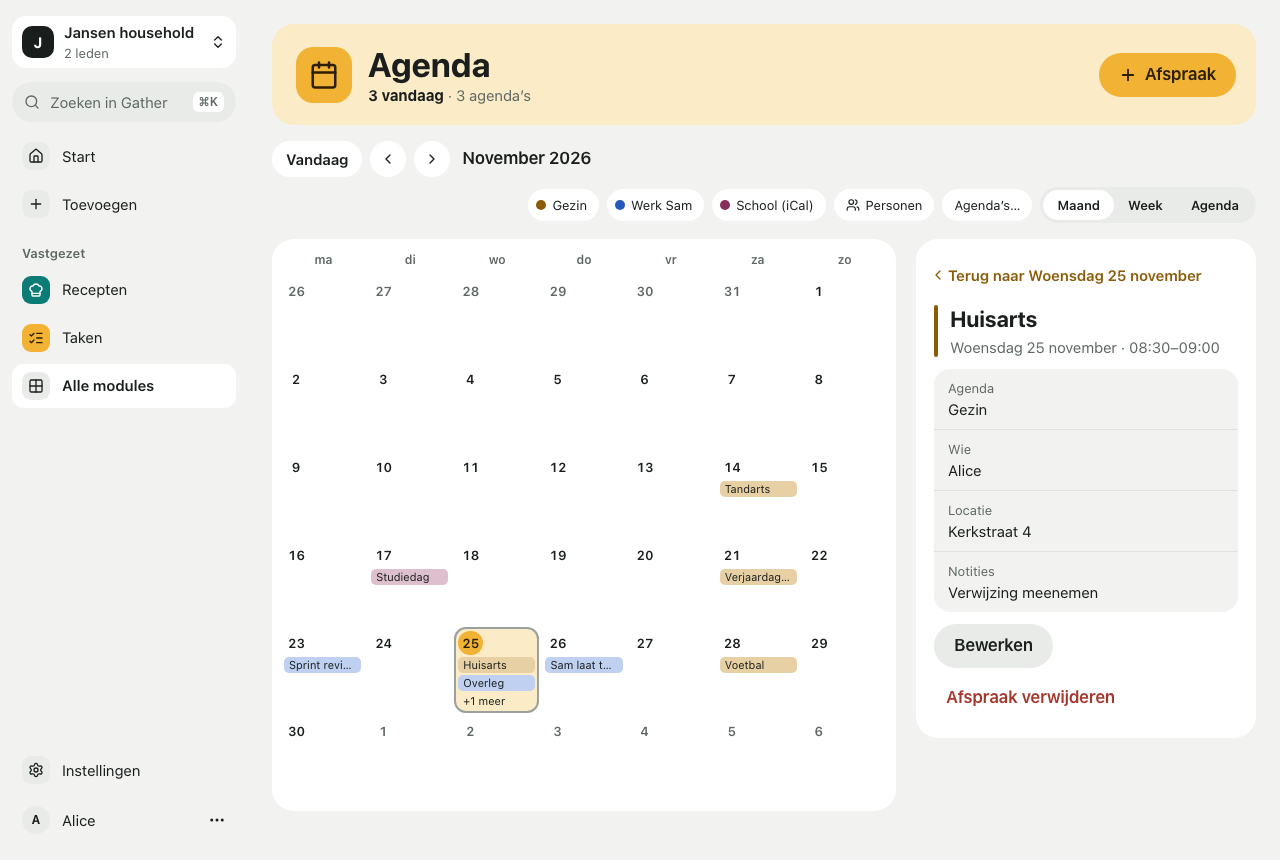 J
Jansen household
2 leden
Zoeken in Gather
⌘K
Start
Toevoegen
Vastgezet
Recepten
Taken
Alle modules
Instellingen
A
Alice
Agenda
3 vandaag · 3 agenda’s
Afspraak
Vandaag
November 2026
Gezin
Werk Sam
School (iCal)
Personen
Agenda’s…
Maand
Week
Agenda
ma di wo do vr za zo
26 27 28 29 30 31 1
2 3 4 5 6 7 8
9 10 11 12 13 14 15
Tandarts
16 17 18 19 20 21 22
Studiedag
Verjaardag…
23 24 25 26 27 28 29
Sprint revi…
Huisarts
Sam laat t…
Voetbal
Overleg
+1 meer
30 1 2 3 4 5 6
Terug naar Woensdag 25 november
Huisarts
Woensdag 25 november · 08:30–09:00
Agenda
Gezin
Wie
Alice
Locatie
Kerkstraat 4
Notities
Verwijzing meenemen
Bewerken
Afspraak verwijderen